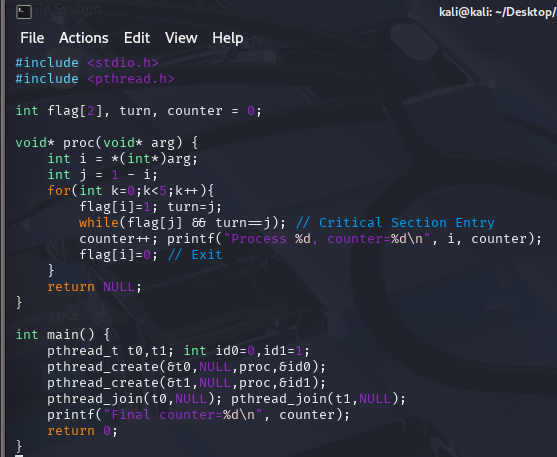 kali@kali: ~/Desktop/
File Actions Edit View Help
#include <stdio.h>
#include <pthread.h>

int flag[2], turn, counter = 0;

void* proc(void* arg) {
    int i = *(int*)arg;
    int j = 1 - i;
    for(int k=0;k<5;k++){
        flag[i]=1; turn=j;
        while(flag[j] && turn==j); // Critical Section Entry
        counter++; printf("Process %d, counter=%d\n", i, counter);
        flag[i]=0; // Exit
    }
    return NULL;
}

int main() {
    pthread_t t0,t1; int id0=0,id1=1;
    pthread_create(&t0,NULL,proc,&id0);
    pthread_create(&t1,NULL,proc,&id1);
    pthread_join(t0,NULL); pthread_join(t1,NULL);
    printf("Final counter=%d\n", counter);
    return 0;
}